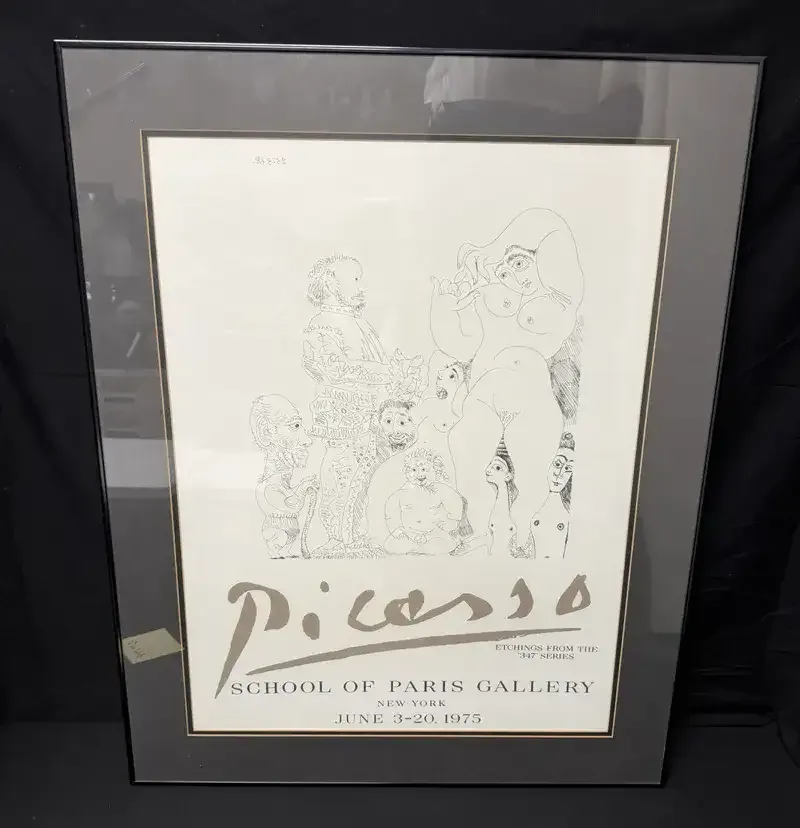 Picasso
ETCHINGS FROM THE
"347" SERIES
SCHOOL OF PARIS GALLERY
NEW YORK
JUNE 3-20, 1975